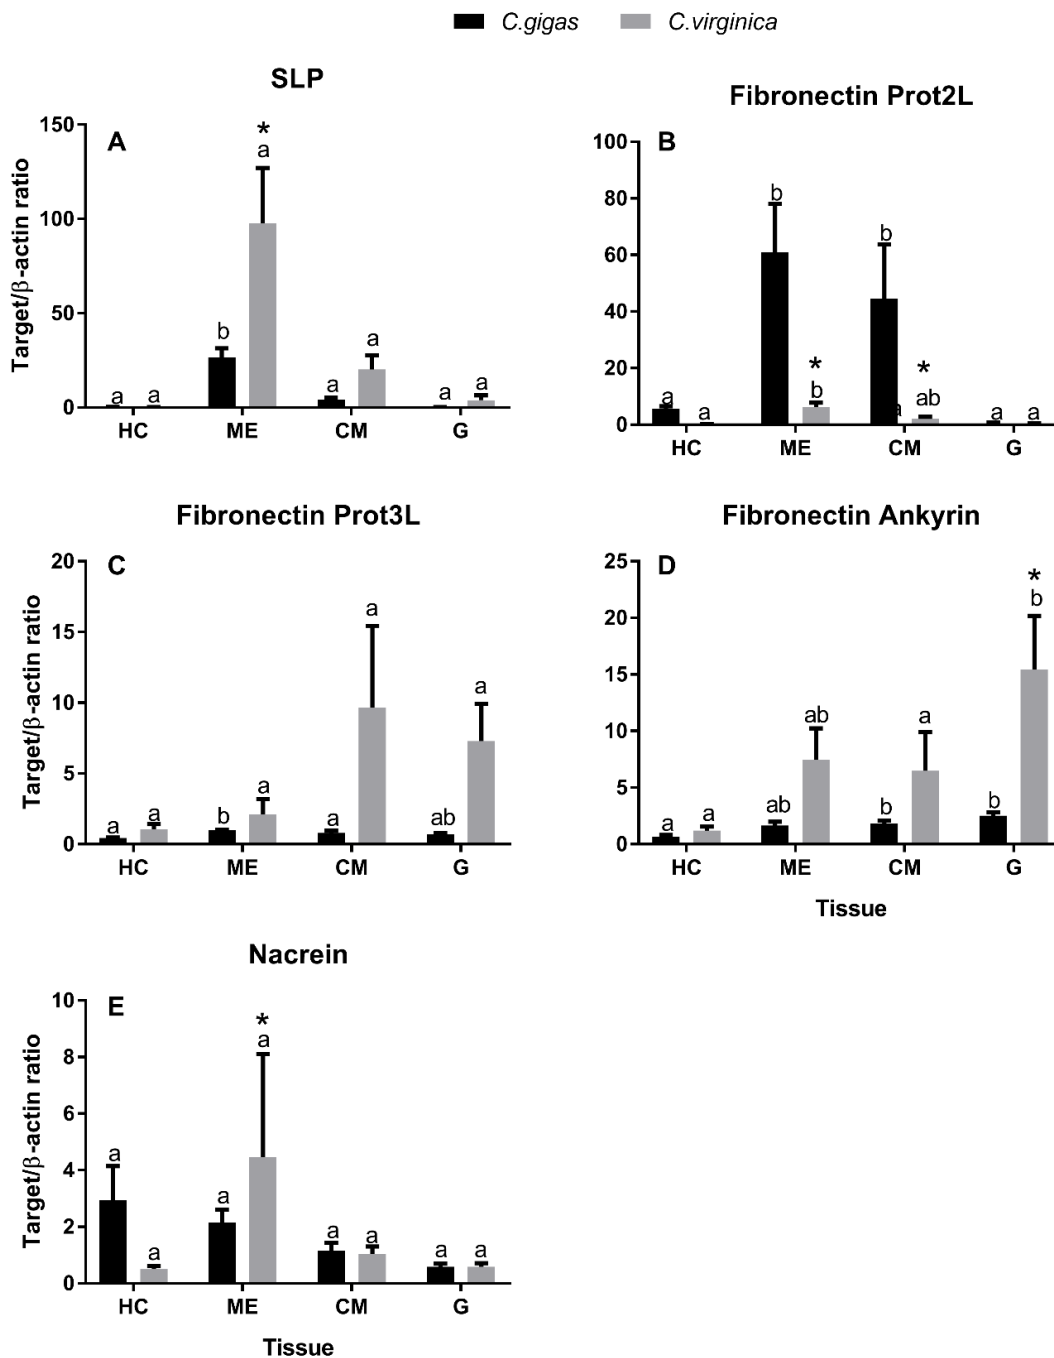 C.gigas C.virginica
SLP
A
Target/β-actin ratio
150
100
50
0
a a b a * a a a a
HC ME CM G
Fibronectin Prot2L
B
100
80
60
40
20
0
a a b b * b a ab * a a
HC ME CM G
Fibronectin Prot3L
C
Target/β-actin ratio
20
15
10
5
0
a a b a a a ab a
HC ME CM G
Fibronectin Ankyrin
D
25
20
15
10
5
0
a a ab ab b a b b *
HC ME CM G
Tissue
Nacrein
E
Target/β-actin ratio
10
8
6
4
2
0
a a a a * a a a a
HC ME CM G
Tissue